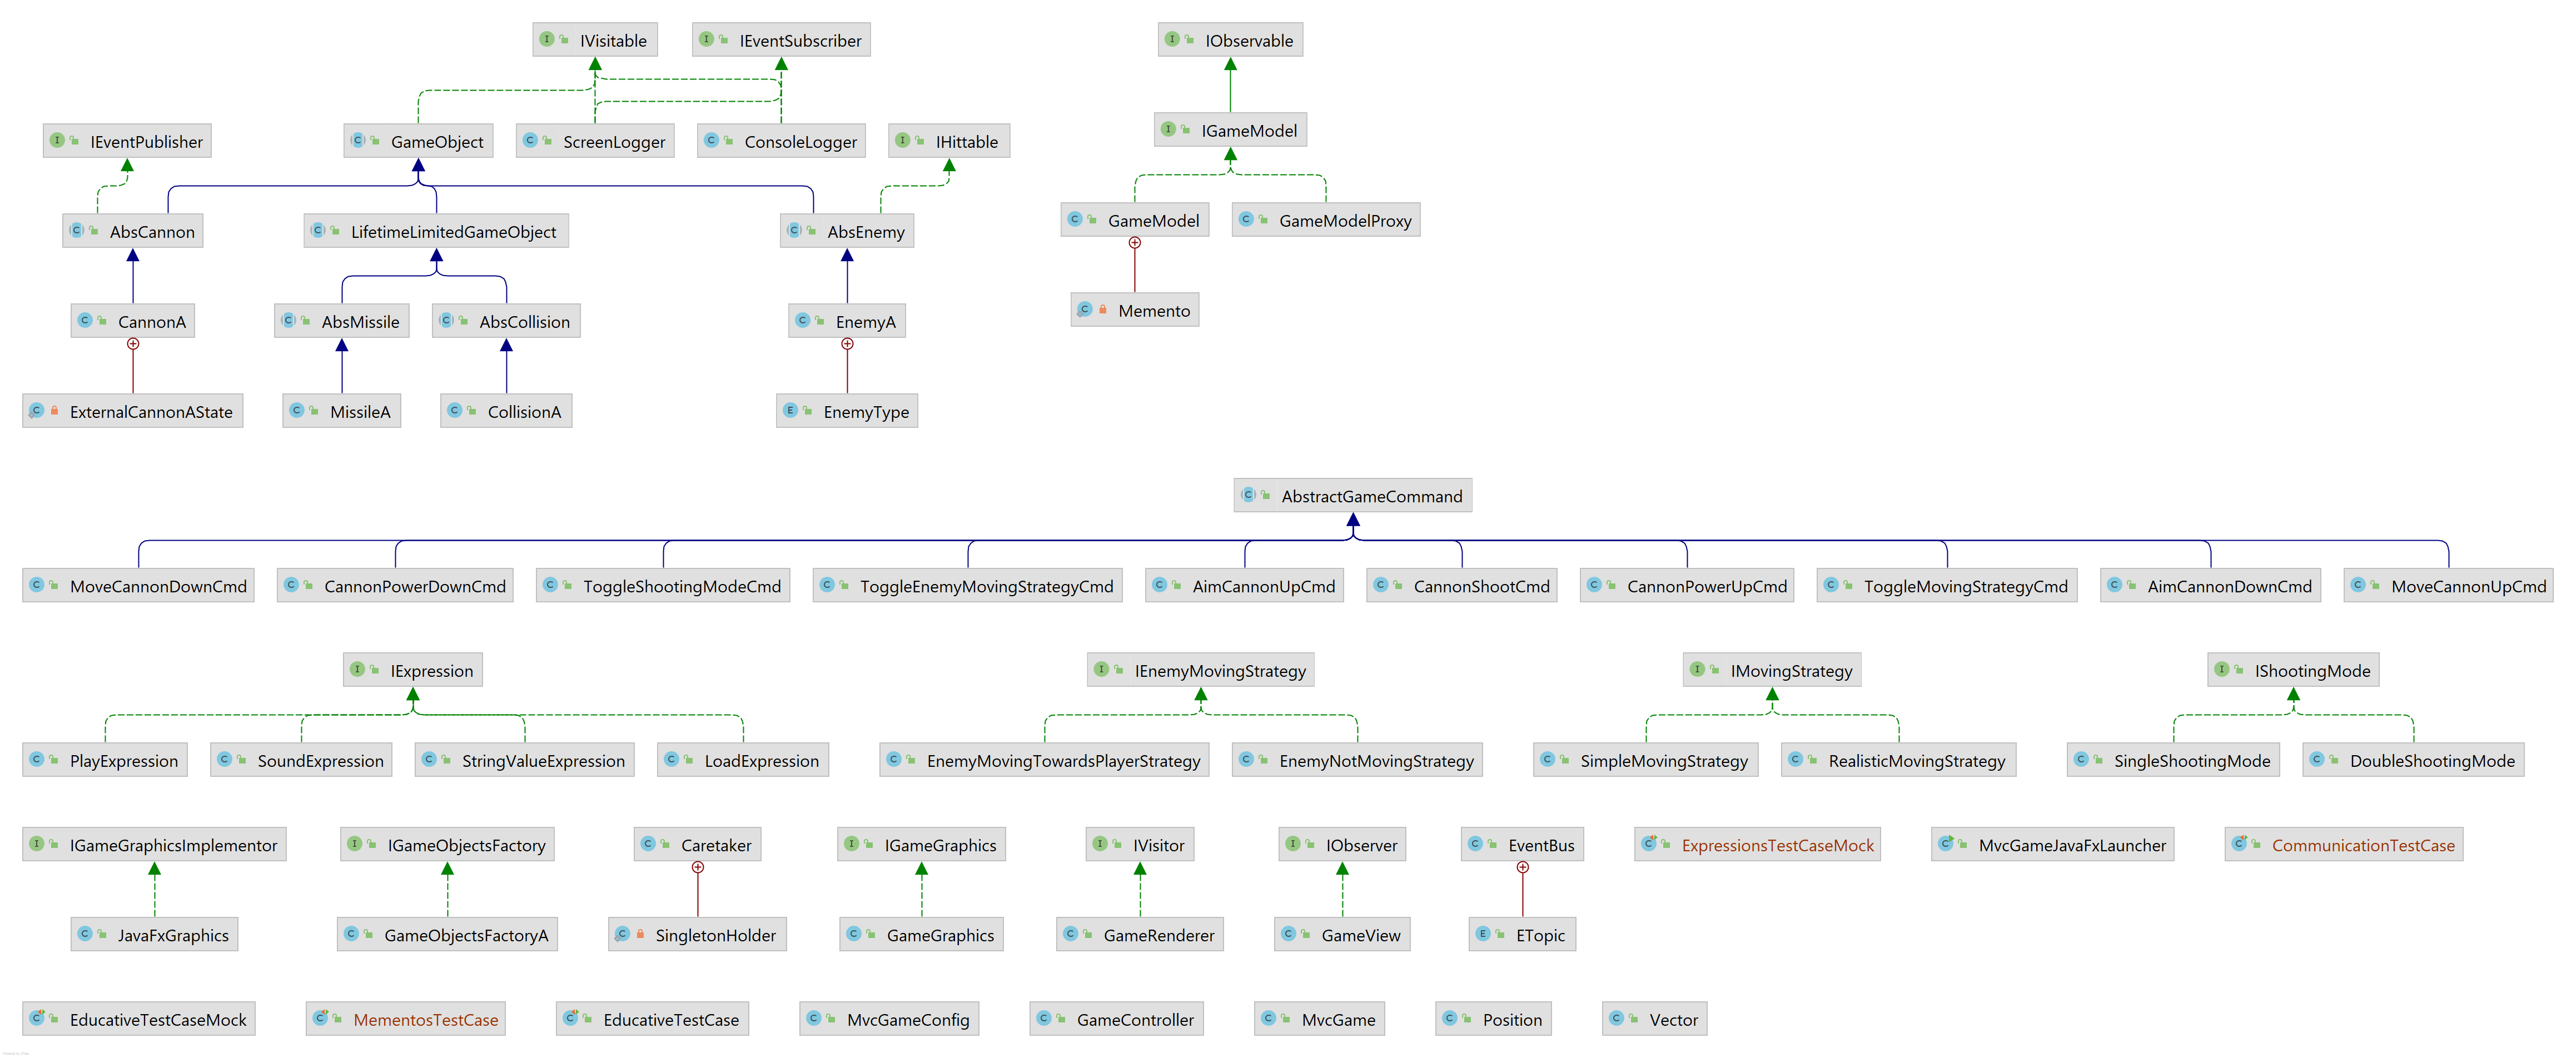 IVisitable
IEventSubscriber
IObservable
IGameModel
IEventPublisher
GameObject
ScreenLogger
ConsoleLogger
IHittable
GameModel
GameModelProxy
AbsCannon
LifetimeLimitedGameObject
AbsEnemy
Memento
CannonA
AbsMissile
AbsCollision
EnemyA
ExternalCannonAState
MissileA
CollisionA
EnemyType
AbstractGameCommand
MoveCannonDownCmd
CannonPowerDownCmd
ToggleShootingModeCmd
ToggleEnemyMovingStrategyCmd
AimCannonUpCmd
CannonShootCmd
CannonPowerUpCmd
ToggleMovingStrategyCmd
AimCannonDownCmd
MoveCannonUpCmd
IExpression
IEnemyMovingStrategy
IMovingStrategy
IShootingMode
PlayExpression
SoundExpression
StringValueExpression
LoadExpression
EnemyMovingTowardsPlayerStrategy
EnemyNotMovingStrategy
SimpleMovingStrategy
RealisticMovingStrategy
SingleShootingMode
DoubleShootingMode
IGameGraphicsImplementor
IGameObjectsFactory
Caretaker
IGameGraphics
IVisitor
IObserver
EventBus
ExpressionsTestCaseMock
MvcGameJavaFxLauncher
CommunicationTestCase
JavaFxGraphics
GameObjectsFactoryA
SingletonHolder
GameGraphics
GameRenderer
GameView
ETopic
EducativeTestCaseMock
MementosTestCase
EducativeTestCase
MvcGameConfig
GameController
MvcGame
Position
Vector